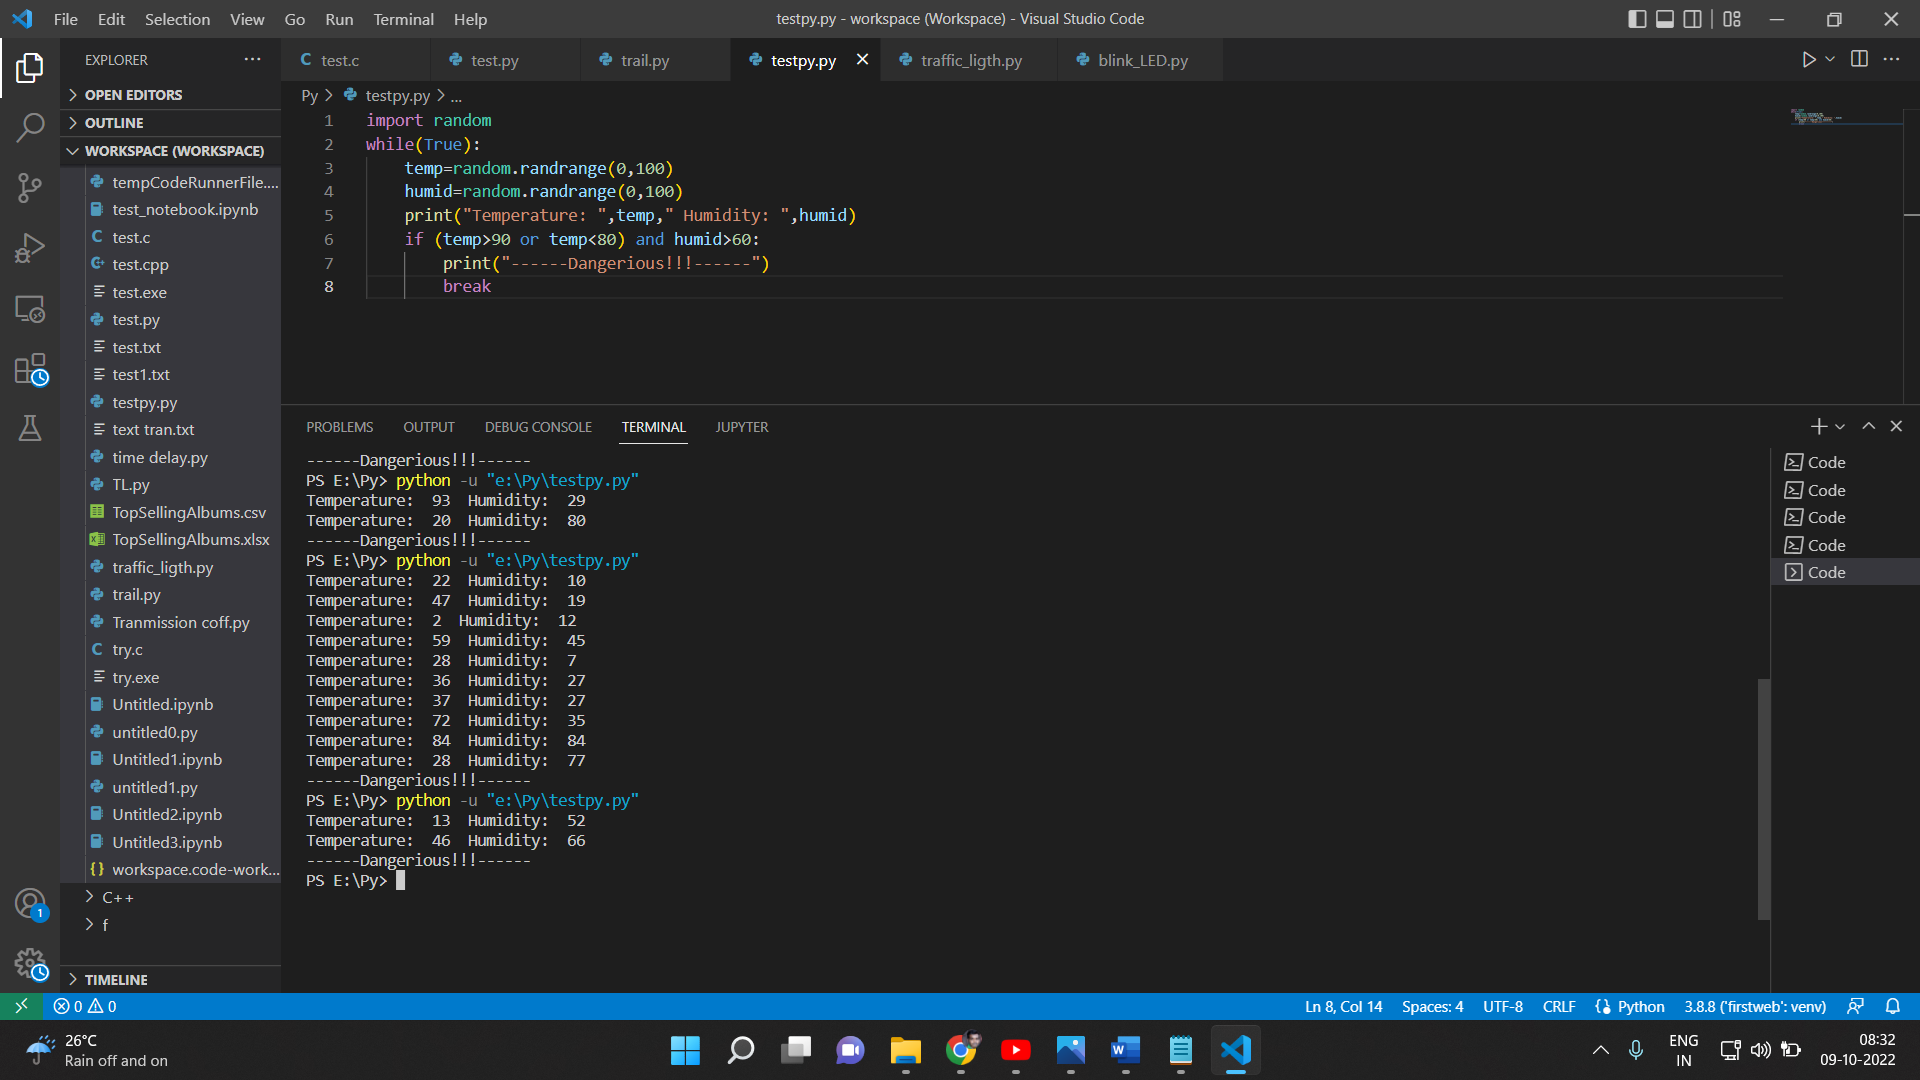 File Edit Selection View Go Run Terminal Help
testpy.py - workspace (Workspace) - Visual Studio Code
EXPLORER
OPEN EDITORS
OUTLINE
WORKSPACE (WORKSPACE)
tempCodeRunnerFile....
test_notebook.ipynb
test.c
test.cpp
test.exe
test.py
test.txt
test1.txt
testpy.py
text tran.txt
time delay.py
TL.py
TopSellingAlbums.csv
TopSellingAlbums.xlsx
traffic_ligth.py
trail.py
Tranmission coff.py
try.c
try.exe
Untitled.ipynb
untitled0.py
Untitled1.ipynb
untitled1.py
Untitled2.ipynb
Untitled3.ipynb
workspace.code-work...
C++
f
TIMELINE
test.c test.py trail.py testpy.py traffic_ligth.py blink_LED.py
Py > testpy.py > ...
1 import random
2 while(True):
3 temp=random.randrange(0,100)
4 humid=random.randrange(0,100)
5 print("Temperature: ",temp," Humidity: ",humid)
6 if (temp>90 or temp<80) and humid>60:
7 print("------Dangerious!!!------")
8 break
PROBLEMS OUTPUT DEBUG CONSOLE TERMINAL JUPYTER
------Dangerious!!!------
PS E:\Py> python -u "e:\Py\testpy.py"
Temperature:  93  Humidity:  29
Temperature:  20  Humidity:  80
------Dangerious!!!------
PS E:\Py> python -u "e:\Py\testpy.py"
Temperature:  22  Humidity:  10
Temperature:  47  Humidity:  19
Temperature:  2  Humidity:  12
Temperature:  59  Humidity:  45
Temperature:  28  Humidity:  7
Temperature:  36  Humidity:  27
Temperature:  37  Humidity:  27
Temperature:  72  Humidity:  35
Temperature:  84  Humidity:  84
Temperature:  28  Humidity:  77
------Dangerious!!!------
PS E:\Py> python -u "e:\Py\testpy.py"
Temperature:  13  Humidity:  52
Temperature:  46  Humidity:  66
------Dangerious!!!------
PS E:\Py>
Code
Code
Code
Code
Code
1
0 0
Ln 8, Col 14 Spaces: 4 UTF-8 CRLF Python 3.8.8 ('firstweb': venv)
26°C
Rain off and on
ENG
IN
08:32
09-10-2022